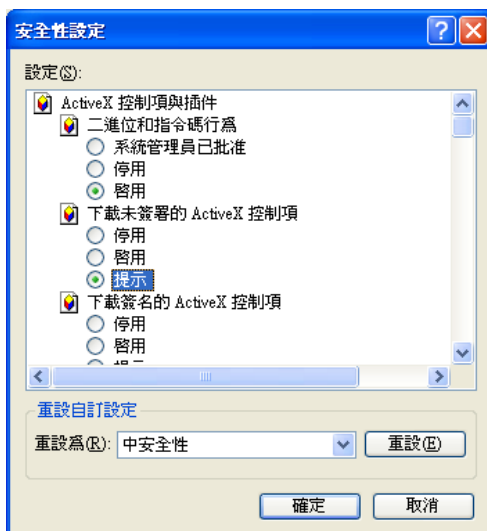 安全性設定
設定(S):
ActiveX 控制項與插件
二進位和指令碼行為
系統管理員已批准
停用
啓用
下載未簽署的 ActiveX 控制項
停用
啓用
提示
下載簽名的 ActiveX 控制項
停用
啓用
重設自訂設定
重設為(R): 中安全性 重設(E)
確定 取消